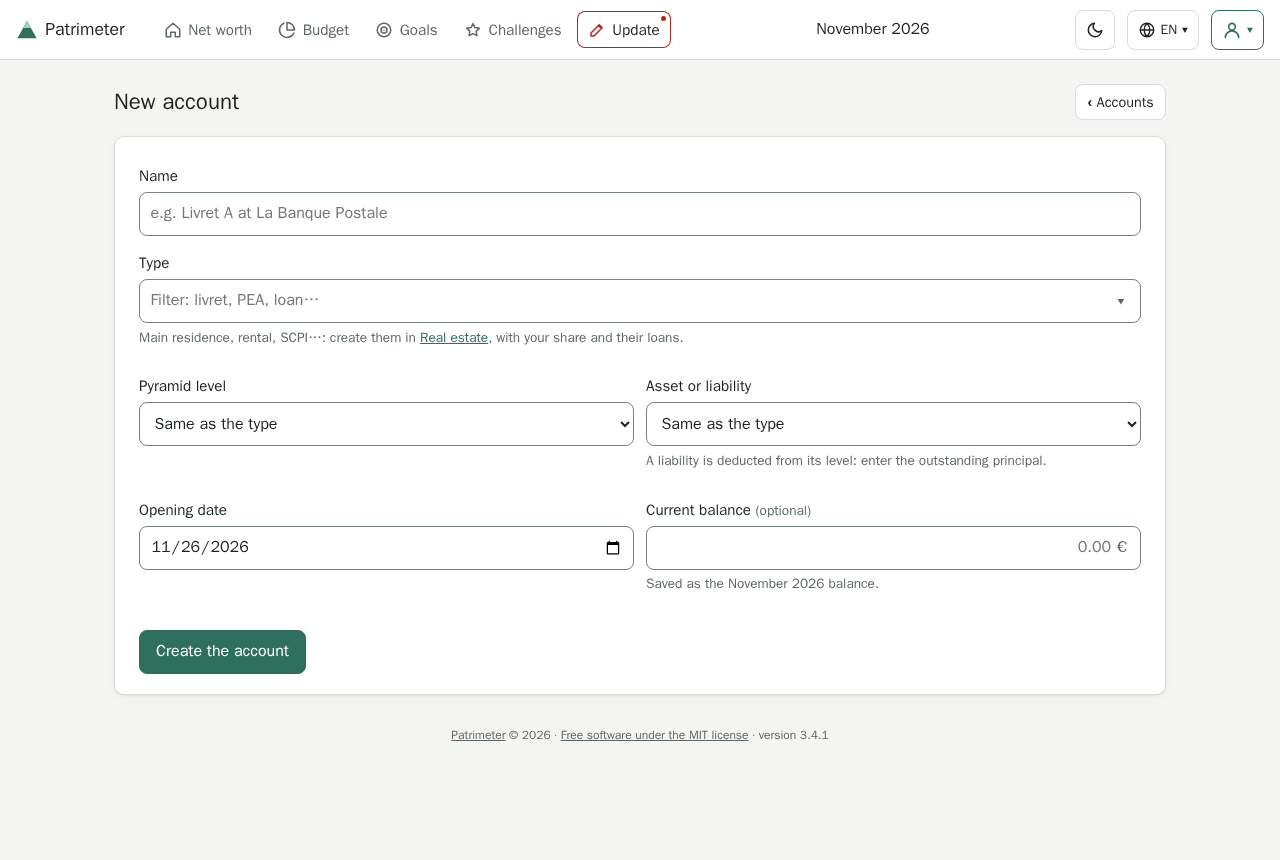 Patrimeter
Net worth
Budget
Goals
Challenges
Update
November 2026
EN ▾
▾
New account
‹ Accounts
Name
e.g. Livret A at La Banque Postale
Type
Filter: livret, PEA, loan…
▾
Main residence, rental, SCPI…: create them in Real estate, with your share and their loans.
Pyramid level
Asset or liability
Same as the type
Same as the type
A liability is deducted from its level: enter the outstanding principal.
Opening date
Current balance (optional)
11/26/2026
0.00 €
Saved as the November 2026 balance.
Create the account
Patrimeter © 2026 · Free software under the MIT license · version 3.4.1